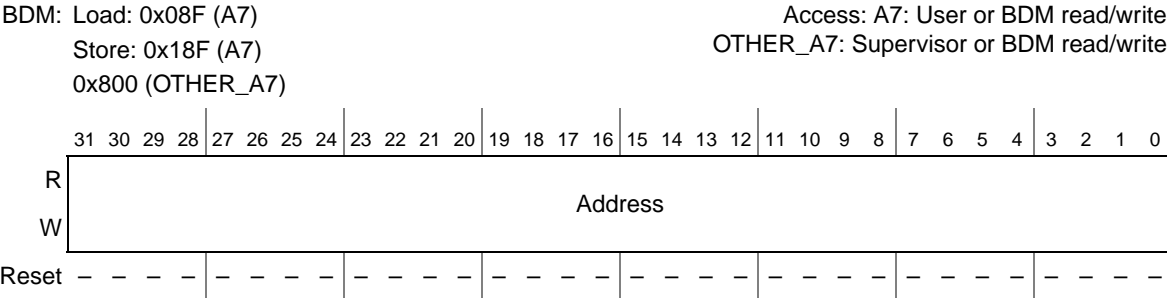 BDM: Load: 0x08F (A7) Access: A7: User or BDM read/write
Store: 0x18F (A7) OTHER_A7: Supervisor or BDM read/write
0x800 (OTHER_A7)
31 30 29 28 27 26 25 24 23 22 21 20 19 18 17 16 15 14 13 12 11 10 9 8 7 6 5 4 3 2 1 0
R
Address
W
Reset – – – – – – – – – – – – – – – – – – – – – – – – – – – – – – – –